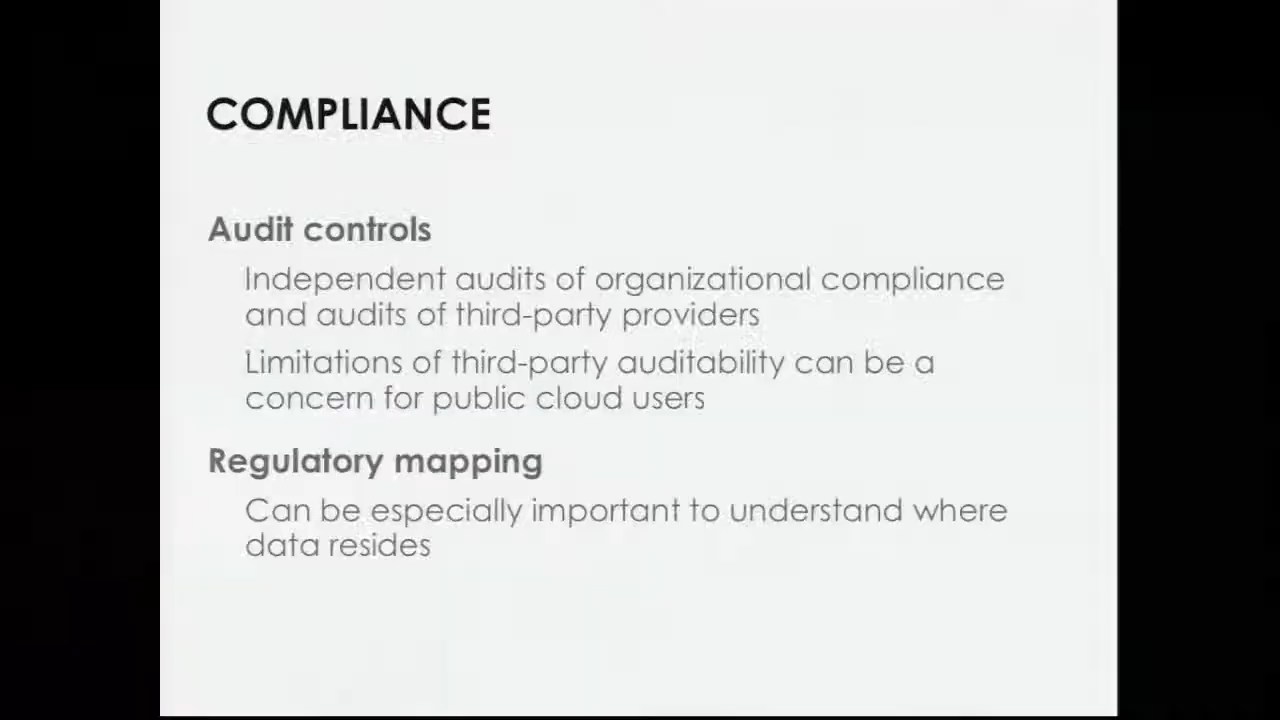 COMPLIANCE
Audit controls
Independent audits of organizational compliance
and audits of third-party providers
Limitations of third-party auditability can be a
concern for public cloud users
Regulatory mapping
Can be especially important to understand where
data resides